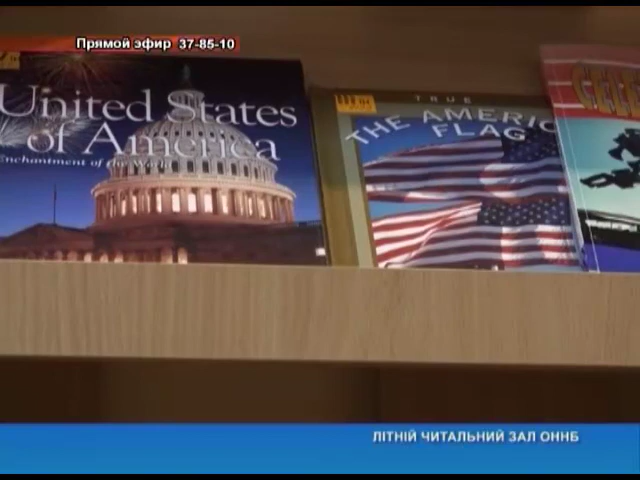 Прямой эфир 37-85-10
United States
of America
Enchantment of the World
TRUE
THE AMERIC
FLAG
ЛІТНІЙ ЧИТАЛЬНИЙ ЗАЛ ОННБ